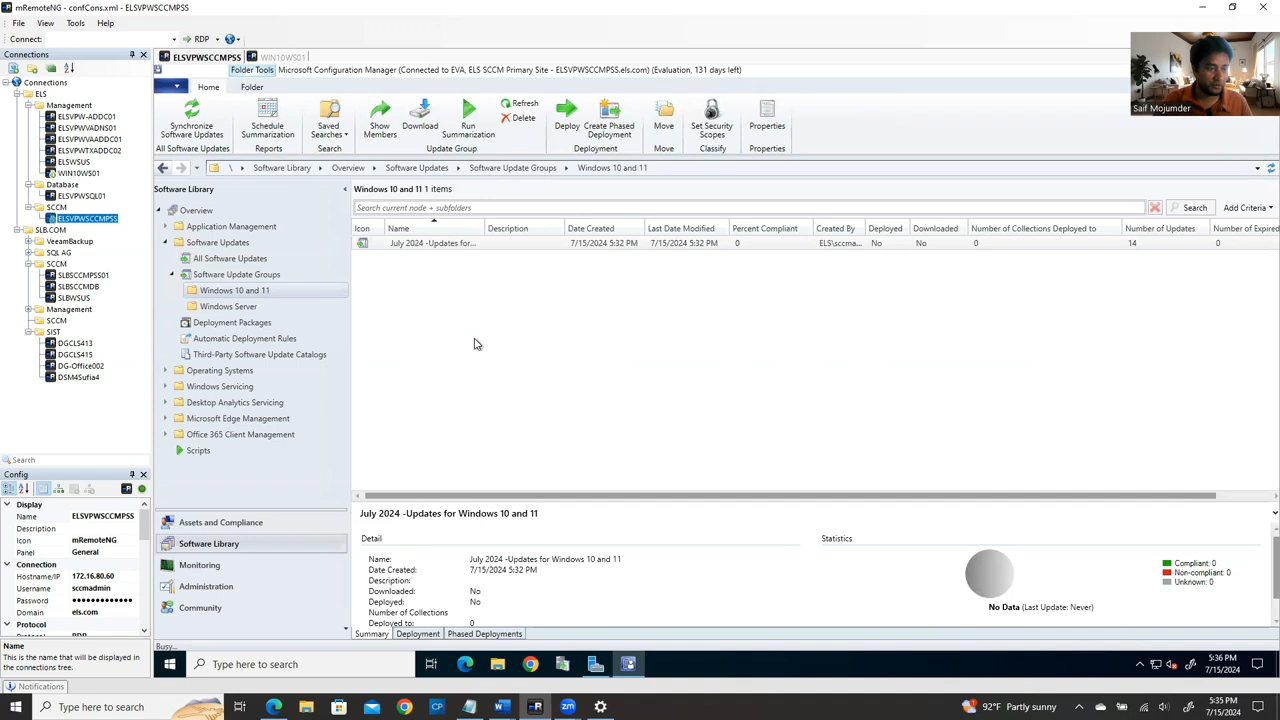 mRemoteNG - confCons.xml - ELSVPWSCCMPSS
File View Tools Help
Connect: RDP
Connections
Connections
ELS
Management
ELSVPW-ADDC01
ELSVPWVADNS01
ELSVPWVAADDC01
ELSVPWTXADDC02
ELSWSUS
WIN10WS01
Database
ELSVPWSQL01
SCCM
ELSVPWSCCMPSS
SLB.COM
VeeamBackup
SQL AG
SCCM
SLBSCCMPSS01
SLBSCCMDB
SLBWSUS
Management
SCCM
SIST
DGCLS413
DGCLS415
DG-Office002
DSM4Sufia4
Search
Config
Display
Name ELSVPWSCCMPSS
Description
Icon mRemoteNG
Panel General
Connection
Hostname/IP 172.16.80.60
Username sccmadmin
Password ●●●●●●●●●●●●●
Domain els.com
Protocol
Name
This is the name that will be displayed in the connections tree.
Notifications
ELSVPWSCCMPSS WIN10WS01
Folder Tools Microsoft Configuration Manager (Connected to EVA, ELS SCCM Primary Site - ELSVPWSCCMPSS.els.com) (Evaluation, 131 days left)
Home Folder
Synchronize Software Updates
All Software Updates
Schedule Summarization
Reports
Saved Searches
Search
Show Members
Download
Run Summarization
Refresh
Delete
Update Group
Deploy
Create Phased Deployment
Deployment
Move
Move
Set Security Scopes
Classify
Properties
Properties
\ Software Library Overview Software Updates Software Update Groups Windows 10 and 11
Software Library
Overview
Application Management
Software Updates
All Software Updates
Software Update Groups
Windows 10 and 11
Windows Server
Deployment Packages
Automatic Deployment Rules
Third-Party Software Update Catalogs
Operating Systems
Windows Servicing
Desktop Analytics Servicing
Microsoft Edge Management
Office 365 Client Management
Scripts
Assets and Compliance
Software Library
Monitoring
Administration
Community
Windows 10 and 11 1 items
Search current node + subfolders Search Add Criteria
Icon Name Description Date Created Last Date Modified Percent Compliant Created By Deployed Downloaded Number of Collections Deployed to Number of Updates Number of Expired
July 2024 -Updates for... 7/15/2024 5:32 PM 7/15/2024 5:32 PM 0 ELS\sccma... No No 0 14 0
July 2024 -Updates for Windows 10 and 11
Detail
Name: July 2024 -Updates for Windows 10 and 11
Date Created: 7/15/2024 5:32 PM
Description:
Downloaded: No
Deployed: No
Number of Collections Deployed to: 0
Statistics
Compliant: 0
Non-compliant: 0
Unknown: 0
No Data (Last Update: Never)
Summary Deployment Phased Deployments
Busy...
Type here to search
5:36 PM
7/15/2024
Type here to search
92°F Partly sunny
5:35 PM
7/15/2024
Saif Mojumder